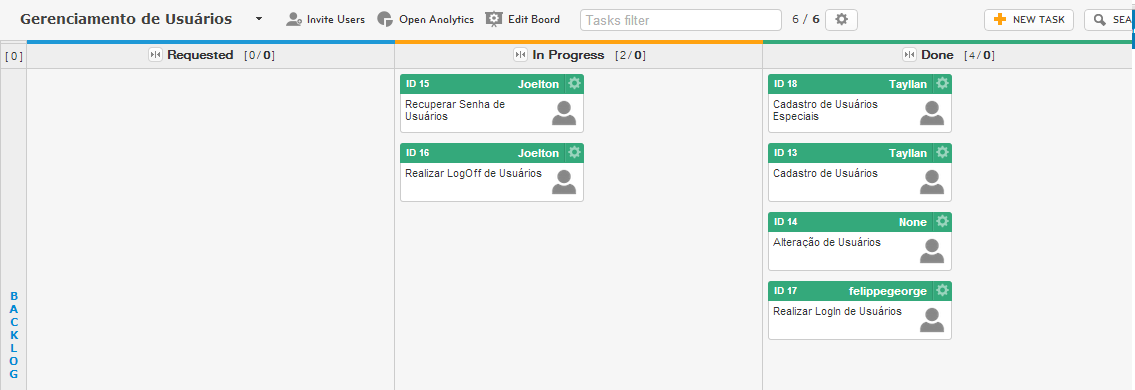 Gerenciamento de Usuários
Invite Users
Open Analytics
Edit Board
Tasks filter
6 / 6
NEW TASK
[ 0 ]
Requested [ 0 / 0 ]
In Progress [ 2 / 0 ]
Done [ 4 / 0 ]
BACKLOG
ID 15 Joelton
Recuperar Senha de
Usuários
ID 16 Joelton
Realizar LogOff de Usuários
ID 18 Tayllan
Cadastro de Usuários
Especiais
ID 13 Tayllan
Cadastro de Usuários
ID 14 None
Alteração de Usuários
ID 17 felippegeorge
Realizar LogIn de Usuários